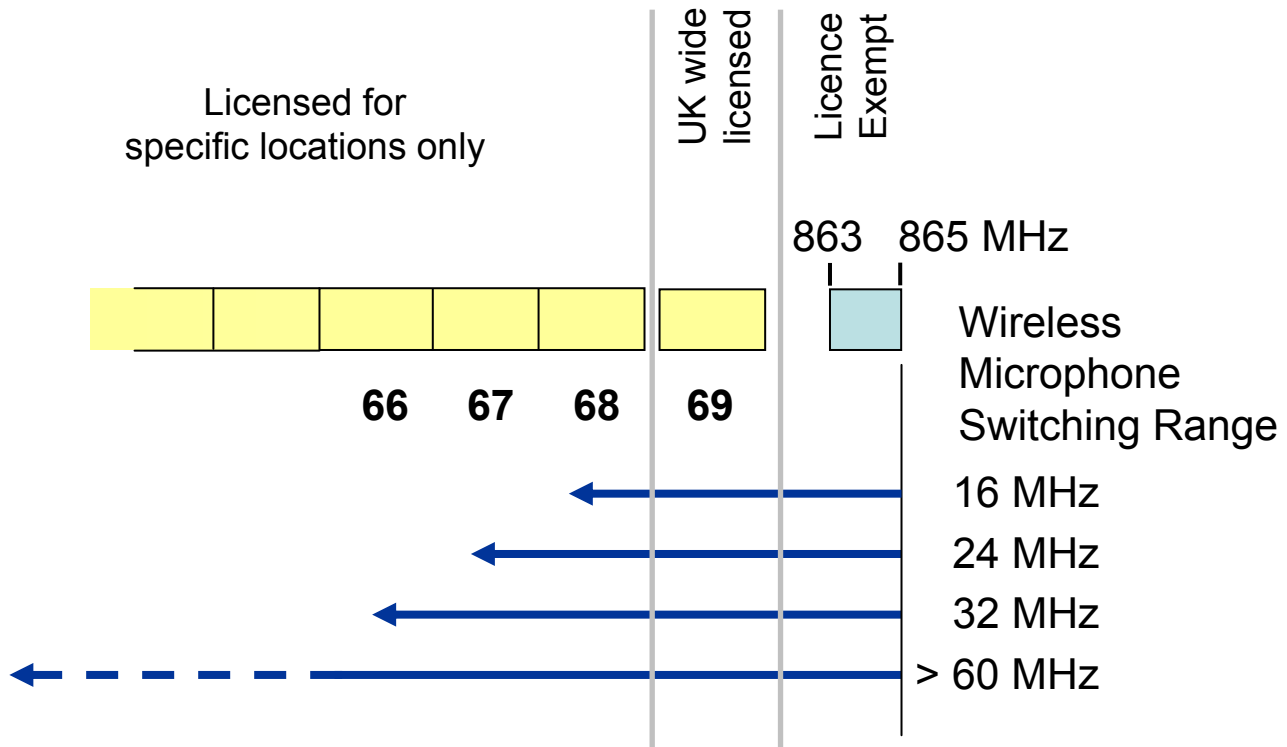 Licensed for
specific locations only
UK wide
licensed
Licence
Exempt
863 865 MHz
Wireless
Microphone
Switching Range
66 67 68 69
16 MHz
24 MHz
32 MHz
> 60 MHz